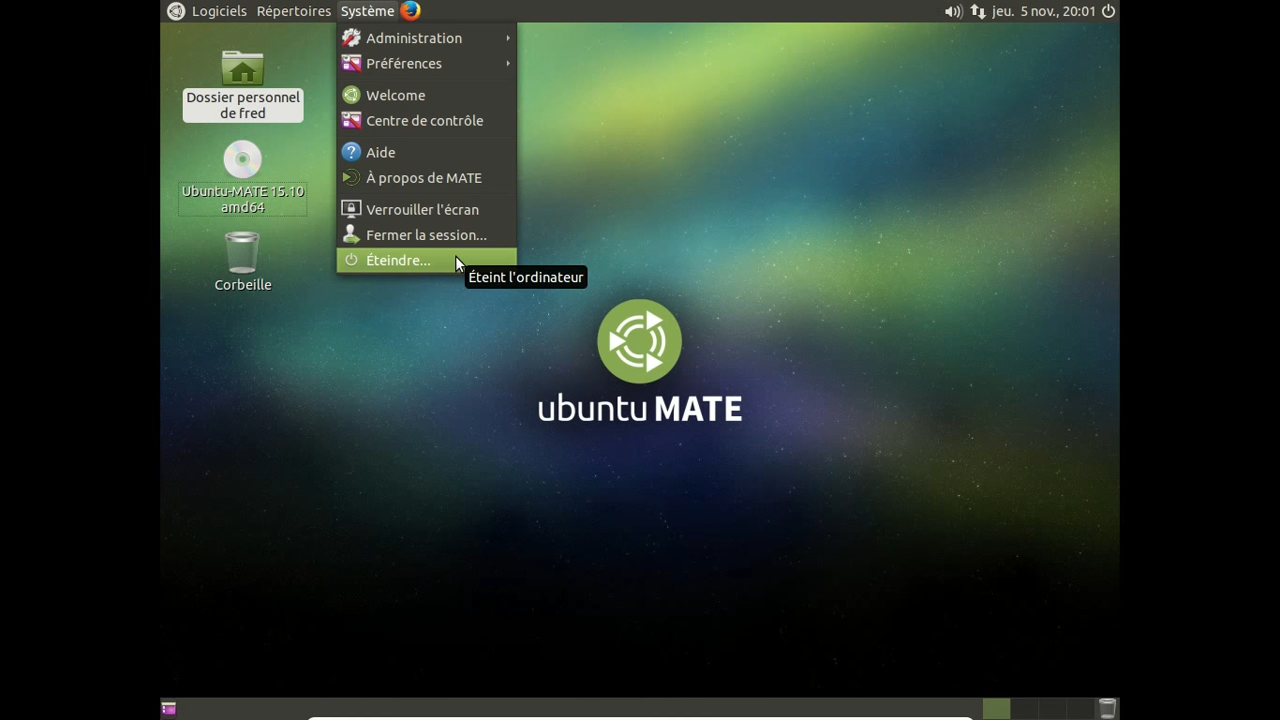 Logiciels Répertoires Système jeu. 5 nov., 20:01
Administration
Préférences
Welcome
Centre de contrôle
Aide
À propos de MATE
Verrouiller l'écran
Fermer la session...
Éteindre...
Éteint l'ordinateur
Dossier personnel
de fred
Ubuntu-MATE 15.10
amd64
Corbeille
ubuntu MATE